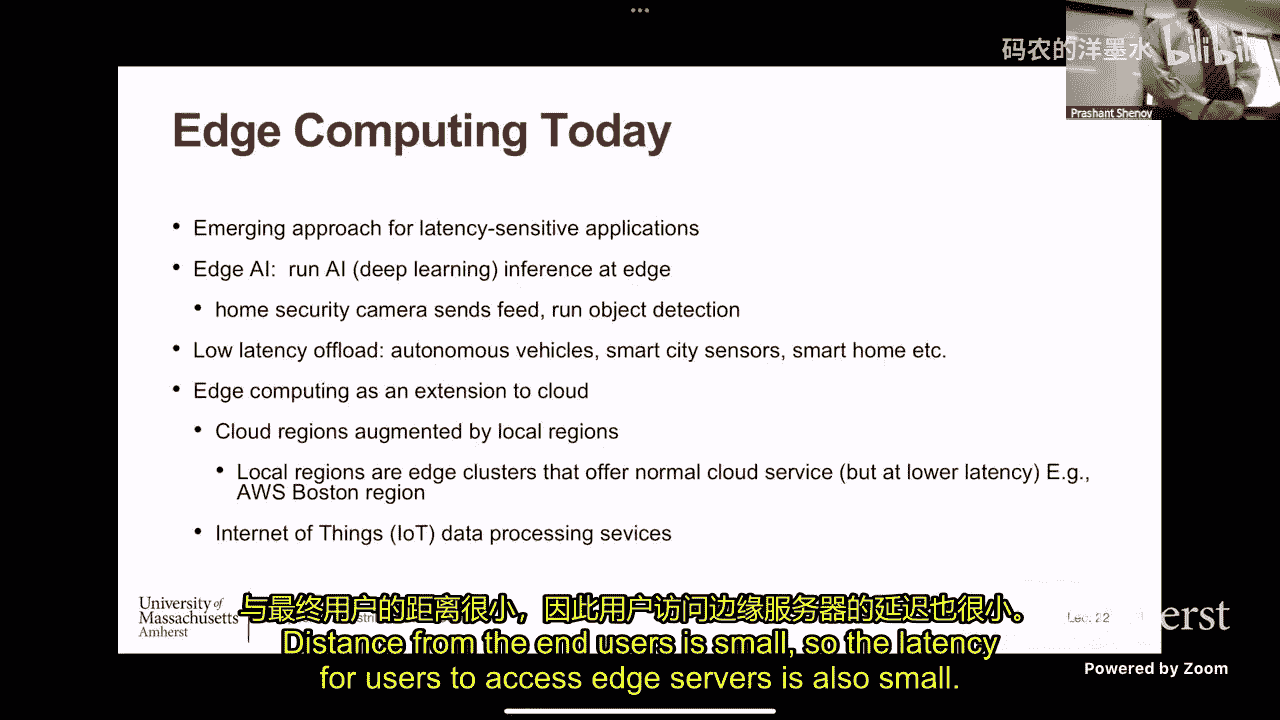 码农的洋墨水 bilibili
Prashant Shenoy
Edge Computing Today
• Emerging approach for latency-sensitive applications
• Edge AI: run AI (deep learning) inference at edge
• home security camera sends feed, run object detection
• Low latency offload: autonomous vehicles, smart city sensors, smart home etc.
• Edge computing as an extension to cloud
• Cloud regions augmented by local regions
• Local regions are edge clusters that offer normal cloud service (but at lower latency) E.g.,
AWS Boston region
• Internet of Things (IoT) data processing sevices
University of
Massachusetts
Amherst
Lec. 22
erst
与最终用户的距离很小，因此用户访问边缘服务器的延迟也很小。
Distance from the end users is small, so the latency
for users to access edge servers is also small.
Powered by Zoom